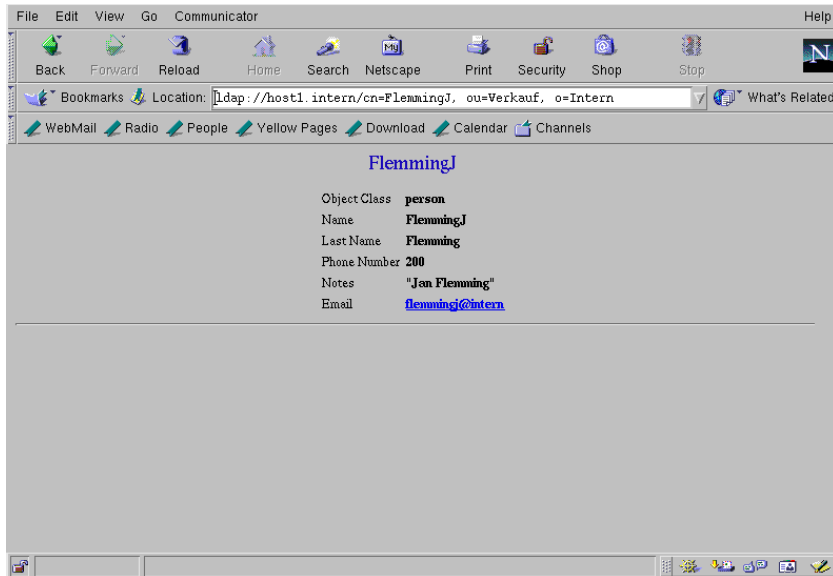 File Edit View Go Communicator Help
My N
Back Forward Reload Home Search Netscape Print Security Shop Stop
Bookmarks Location: ldap://host1.intern/cn=FlemmingJ, ou=Verkauf, o=Intern What's Related
WebMail Radio People Yellow Pages Download Calendar Channels
FlemmingJ
Object Class person
Name FlemmingJ
Last Name Flemming
Phone Number 200
Notes "Jan Flemming"
Email flemmingj@intern